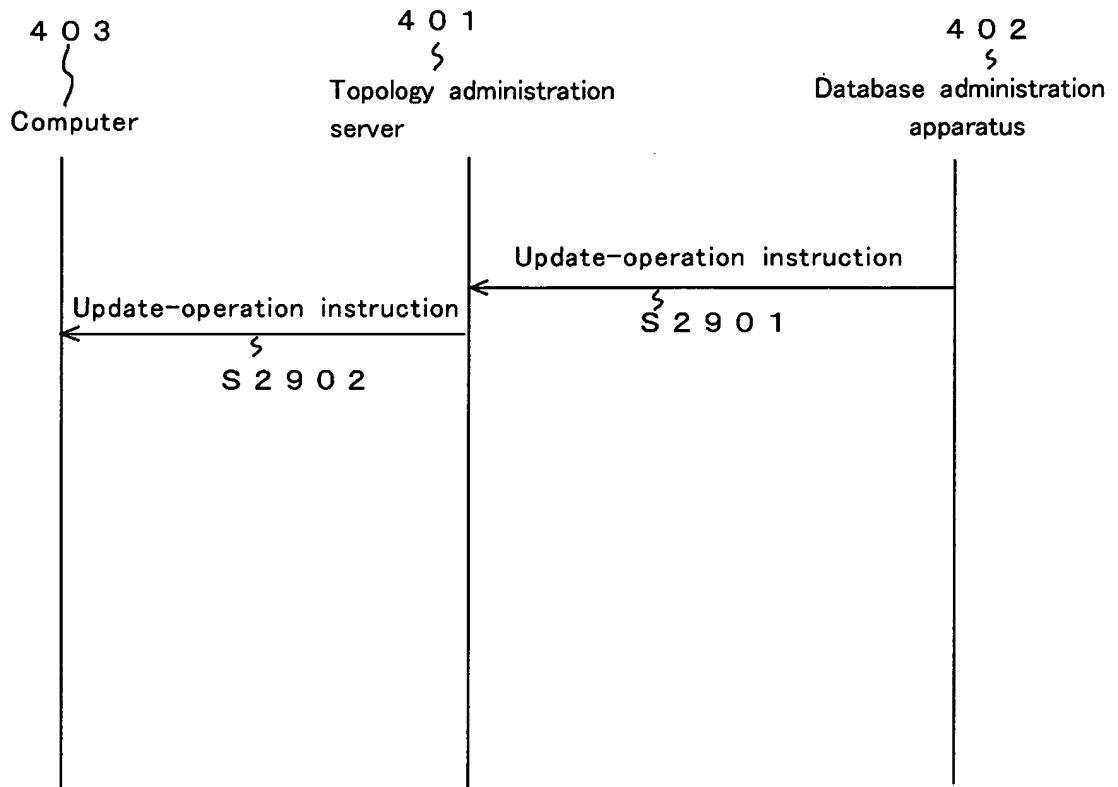 403
401
402
Computer
Topology administration
server
Database administration
apparatus
Update-operation instruction
S2901
Update-operation instruction
S2902